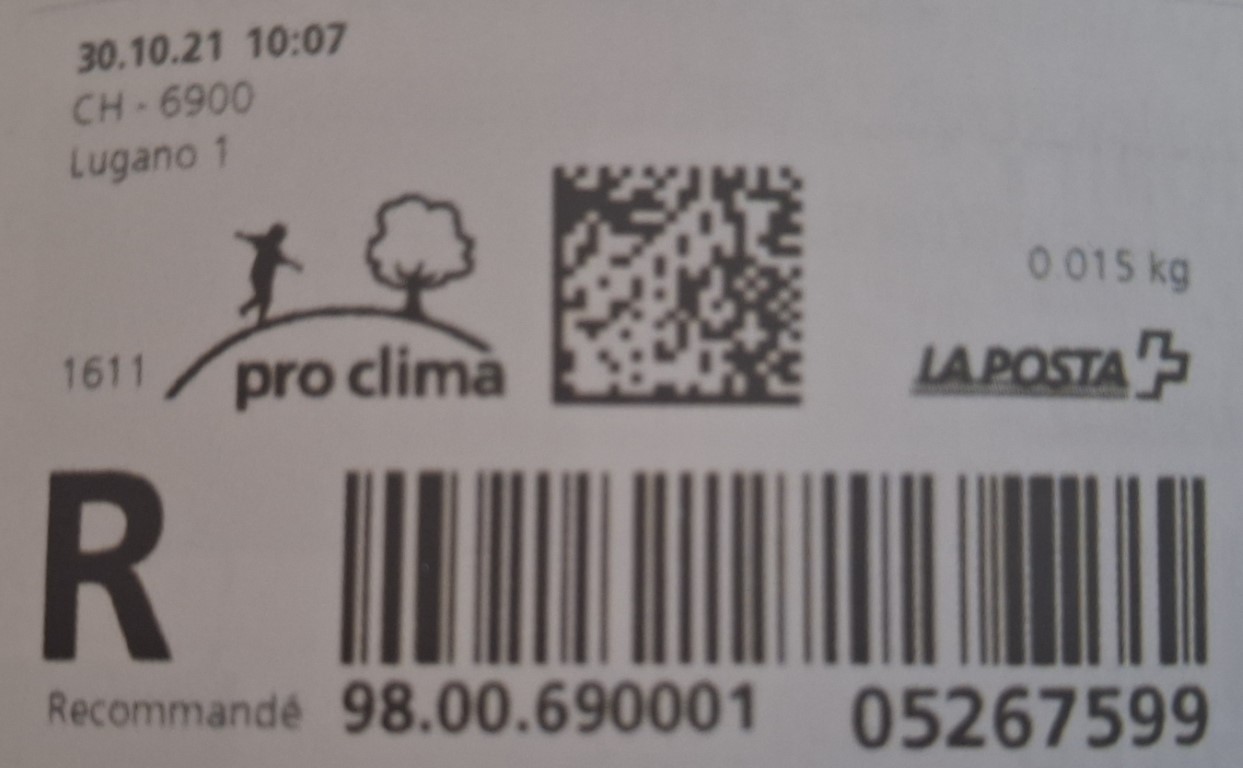 30.10.21 10:07
CH - 6900
Lugano 1
0.015 kg
1611
pro clima
LA POSTA
R
Recommandé
98.00.690001 05267599